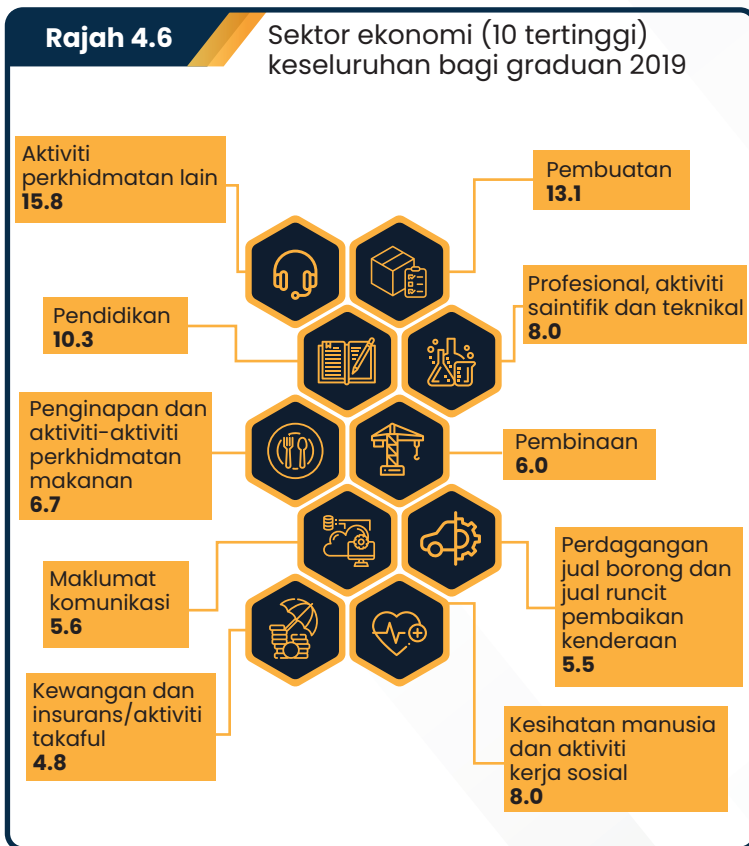 Rajah 4.6
Sektor ekonomi (10 tertinggi)
keseluruhan bagi graduan 2019
Aktiviti
perkhidmatan lain
15.8
Pembuatan
13.1
Pendidikan
10.3
Profesional, aktiviti
saintifik dan teknikal
8.0
Penginapan dan
aktiviti-aktiviti
perkhidmatan
makanan
6.7
Pembinaan
6.0
Maklumat
komunikasi
5.6
Perdagangan
jual borong dan
jual runcit
pembaikan
kenderaan
5.5
Kewangan dan
insurans/aktiviti
takaful
4.8
Kesihatan manusia
dan aktiviti
kerja sosial
8.0